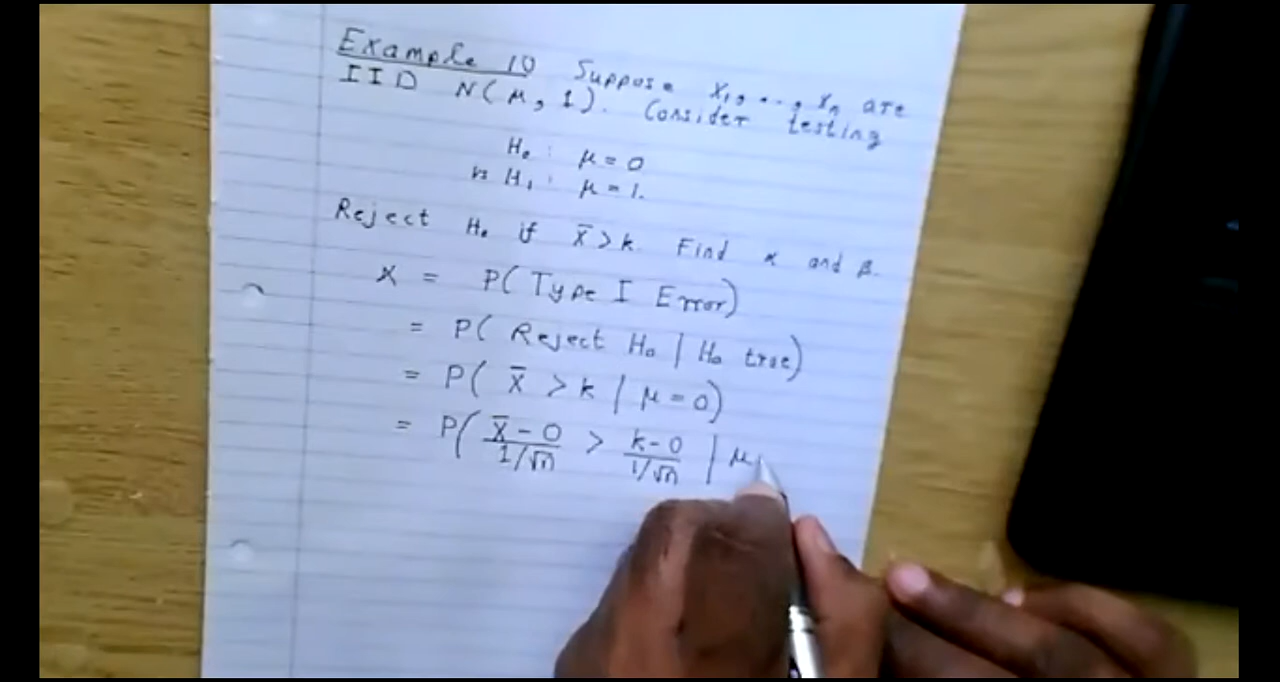 Example 10 Suppose X₁, ..., Xₙ are
IID N(μ, 1). Consider testing
H₀ : μ = 0
vs H₁ : μ = 1.
Reject H₀ if X̄ > k. Find α and β.
α = P( Type I Error)
= P( Reject H₀ | H₀ true)
= P( X̄ > k | μ = 0)
= P( (X̄ - 0)/(1/√n) > (k - 0)/(1/√n) | μ